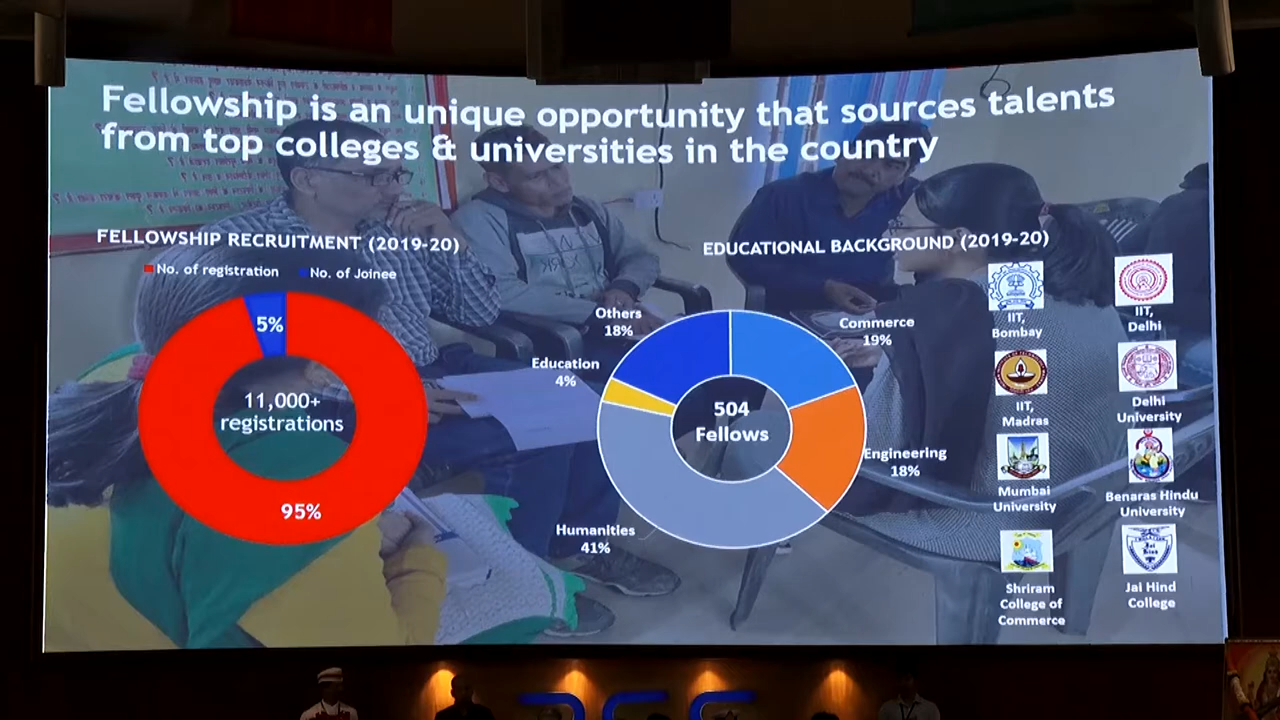 Fellowship is an unique opportunity that sources talents
from top colleges & universities in the country
FELLOWSHIP RECRUITMENT (2019-20)
No. of registration No. of Joinee
5%
11,000+
registrations
95%
EDUCATIONAL BACKGROUND (2019-20)
Others
18%
Commerce
19%
Education
4%
504
Fellows
Engineering
18%
Humanities
41%
IIT,
Bombay
IIT,
Delhi
IIT,
Madras
Delhi
University
Mumbai
University
Benaras Hindu
University
Shriram
College of
Commerce
Jai Hind
College